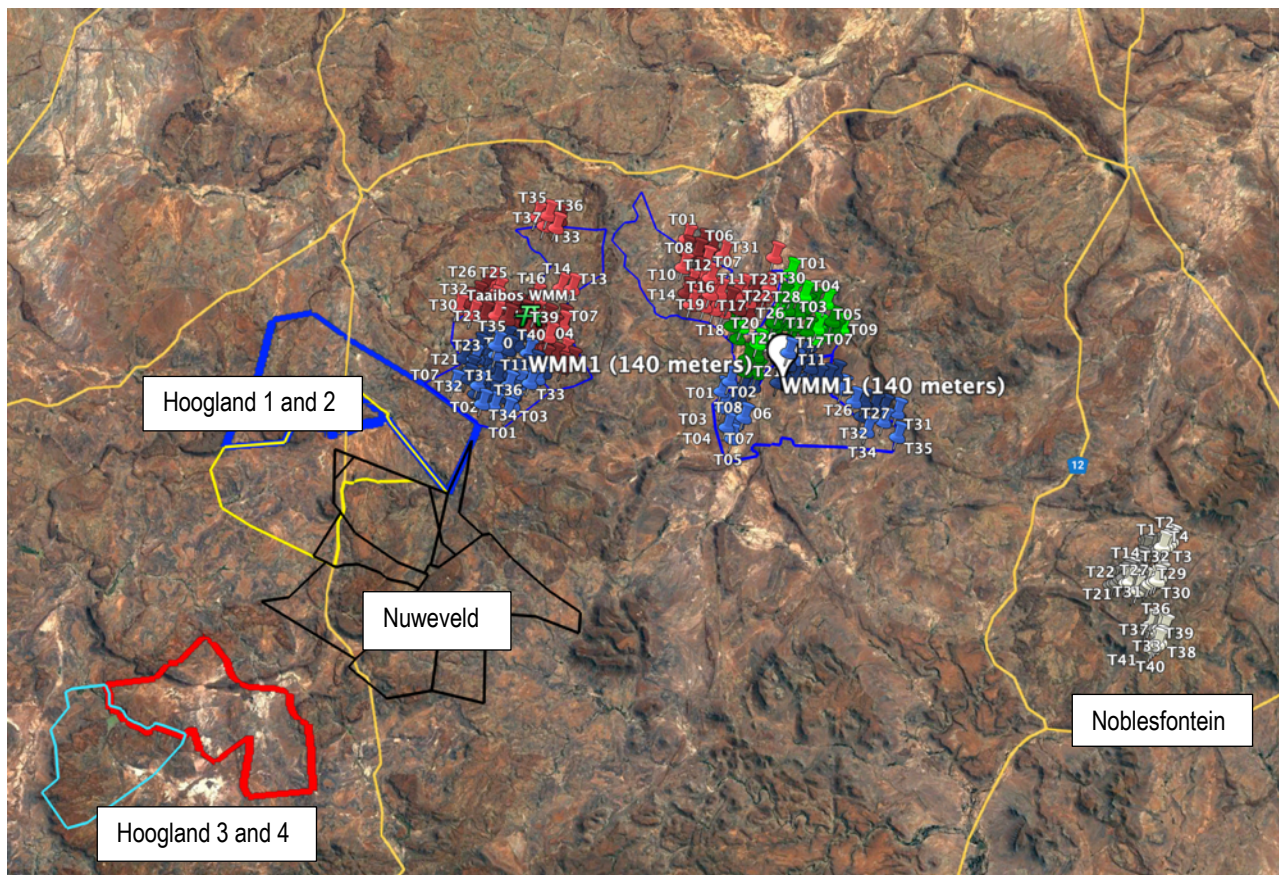 T35
T36
T37
T33
T01
T06
T08
T31
T07
T12
T01
T14
T13
T26
T25
T16
T10
T11
T23
T30
T04
T32
Taaibos WMM1
T14
T16
T22
T28
T03
T30
T39
T07
T19
T17
T26
T05
T23
T35
T40
04
T18
T20
T17
T09
T07
T23
T17
T21
T11
WMM1 (140 meters)
T11
T07
T31
T21
WMM1 (140 meters)
T32
T36
T33
T01
T02
Hoogland 1 and 2
T02
T34
T03
T08
06
T26
T27
T01
T03
T31
T04
T07
T32
T05
T34
T35
12
T2
T1
T4
T14
T32
T3
T22
T27
T29
T21
T31
T30
Nuweveld
T36
T37
T39
T33
T38
T41
T40
Noblesfontein
Hoogland 3 and 4